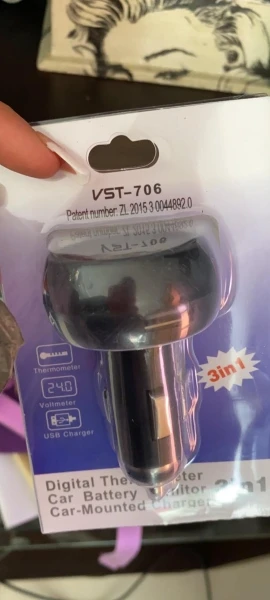 VST-706
Patent number: ZL 2015 3 0044892.0
3in1
Thermometer
24.0
Voltmeter
USB Charger
Digital
Car Battery 3in1
Car-Mounted Charger